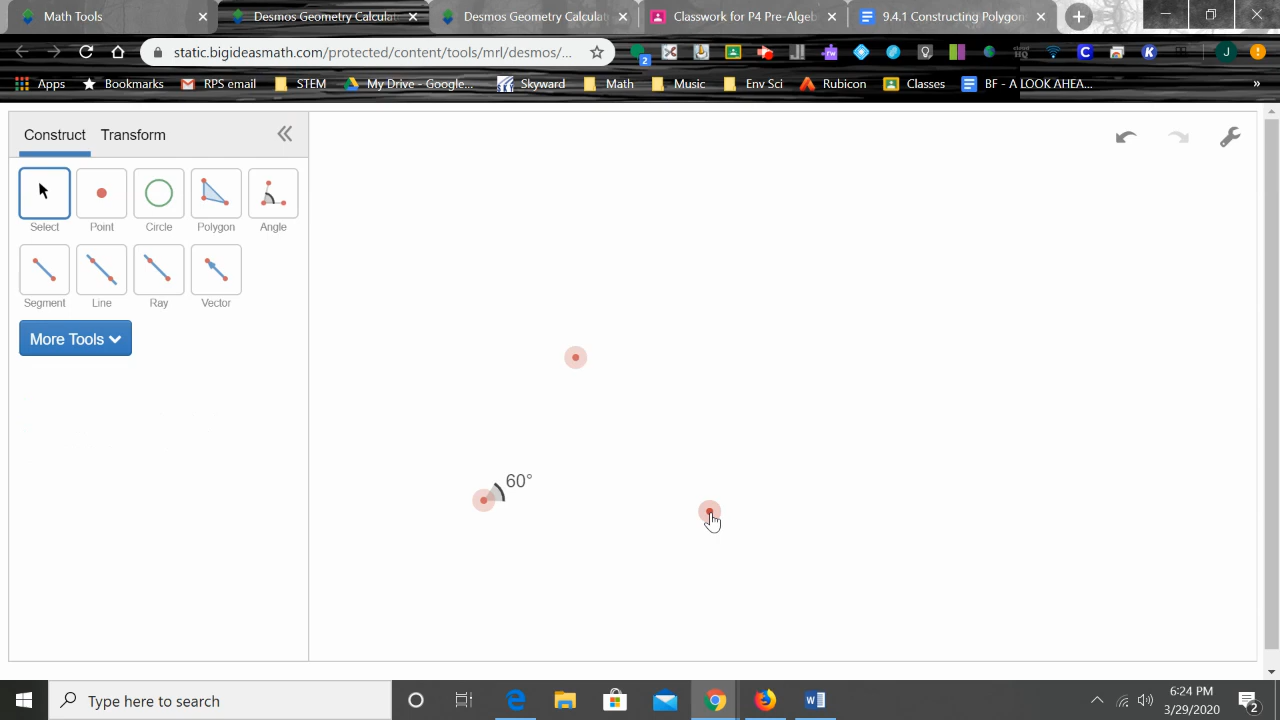 Math Tools
Desmos Geometry Calculat
Desmos Geometry Calculat
Classwork for P4 Pre-Algeb
9.4.1 Constructing Polygon
static.bigideasmath.com/protected/content/tools/mrl/desmos/...
2
J
Apps
Bookmarks
RPS email
STEM
My Drive - Google...
Skyward
Math
Music
Env Sci
Rubicon
Classes
BF - A LOOK AHEA...
»
Construct
Transform
Select
Point
Circle
Polygon
Angle
Segment
Line
Ray
Vector
More Tools
60°
Type here to search
6:24 PM
3/29/2020
2